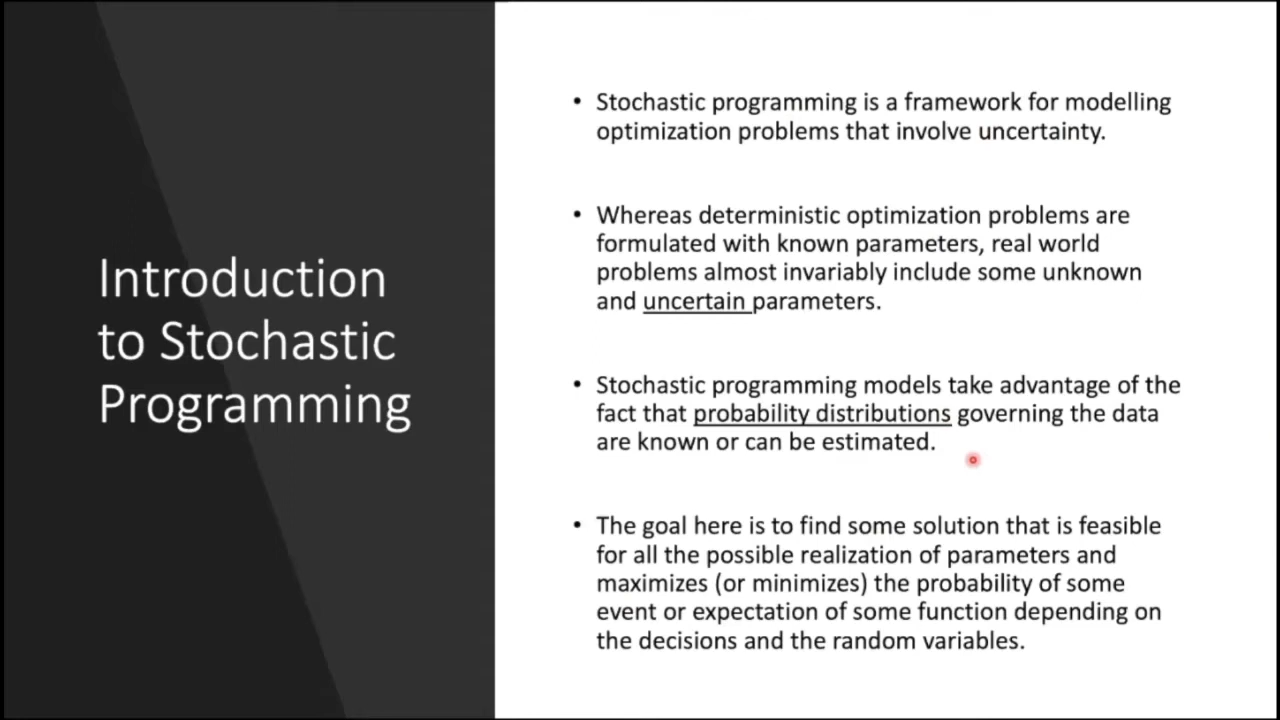 Introduction
to Stochastic
Programming
• Stochastic programming is a framework for modelling
optimization problems that involve uncertainty.
• Whereas deterministic optimization problems are
formulated with known parameters, real world
problems almost invariably include some unknown
and uncertain parameters.
• Stochastic programming models take advantage of the
fact that probability distributions governing the data
are known or can be estimated.
• The goal here is to find some solution that is feasible
for all the possible realization of parameters and
maximizes (or minimizes) the probability of some
event or expectation of some function depending on
the decisions and the random variables.